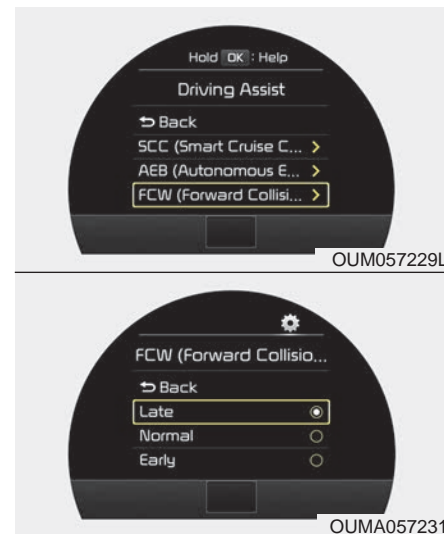 Hold OK : Help
Driving Assist
Back
SCC (Smart Cruise C...
AEB (Autonomous E...
FCW (Forward Collisi...
OUM057229L
FCW (Forward Collisio...
Back
Late
Normal
Early
OUMA057231